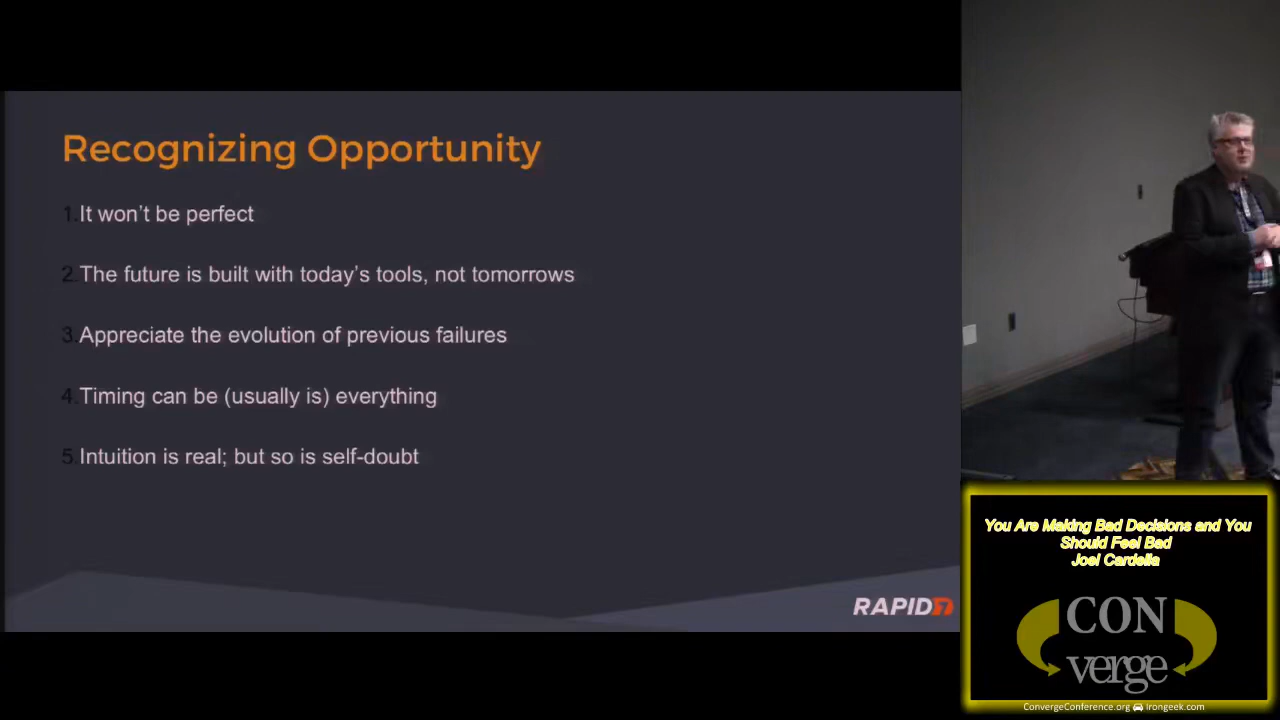 Recognizing Opportunity
1. It won't be perfect
2. The future is built with today's tools, not tomorrows
3. Appreciate the evolution of previous failures
4. Timing can be (usually is) everything
5. Intuition is real; but so is self-doubt
RAPID7
You Are Making Bad Decisions and You
Should Feel Bad
Joel Cardella
CON
verge
ConvergeConference.org Irongeek.com